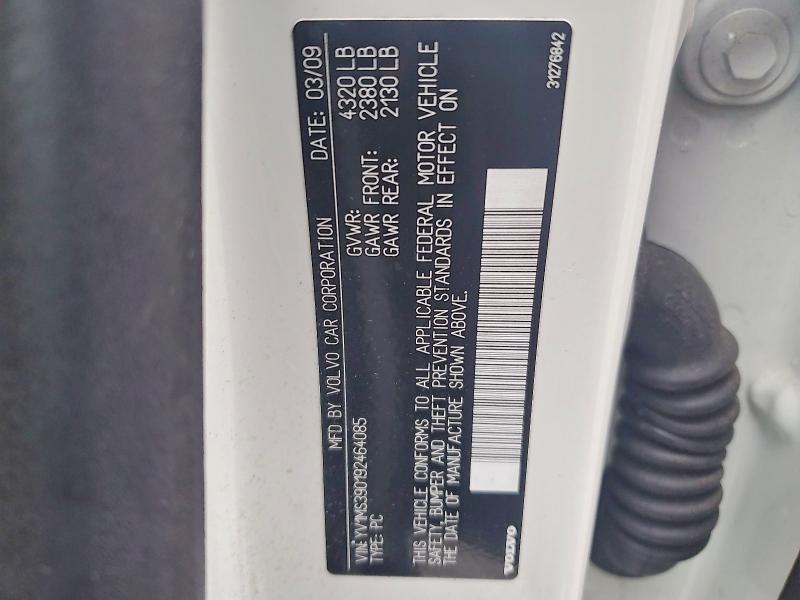 MFD BY VOLVO CAR CORPORATION DATE: 03/09
GVWR: 4320 LB
GAWR FRONT: 2380 LB
GAWR REAR: 2130 LB
VIN: YV1MS390192464085
TYPE: PC
THIS VEHICLE CONFORMS TO ALL APPLICABLE FEDERAL MOTOR VEHICLE
SAFETY, BUMPER AND THEFT PREVENTION STANDARDS IN EFFECT ON
THE DATE OF MANUFACTURE SHOWN ABOVE.
VOLVO
31276842